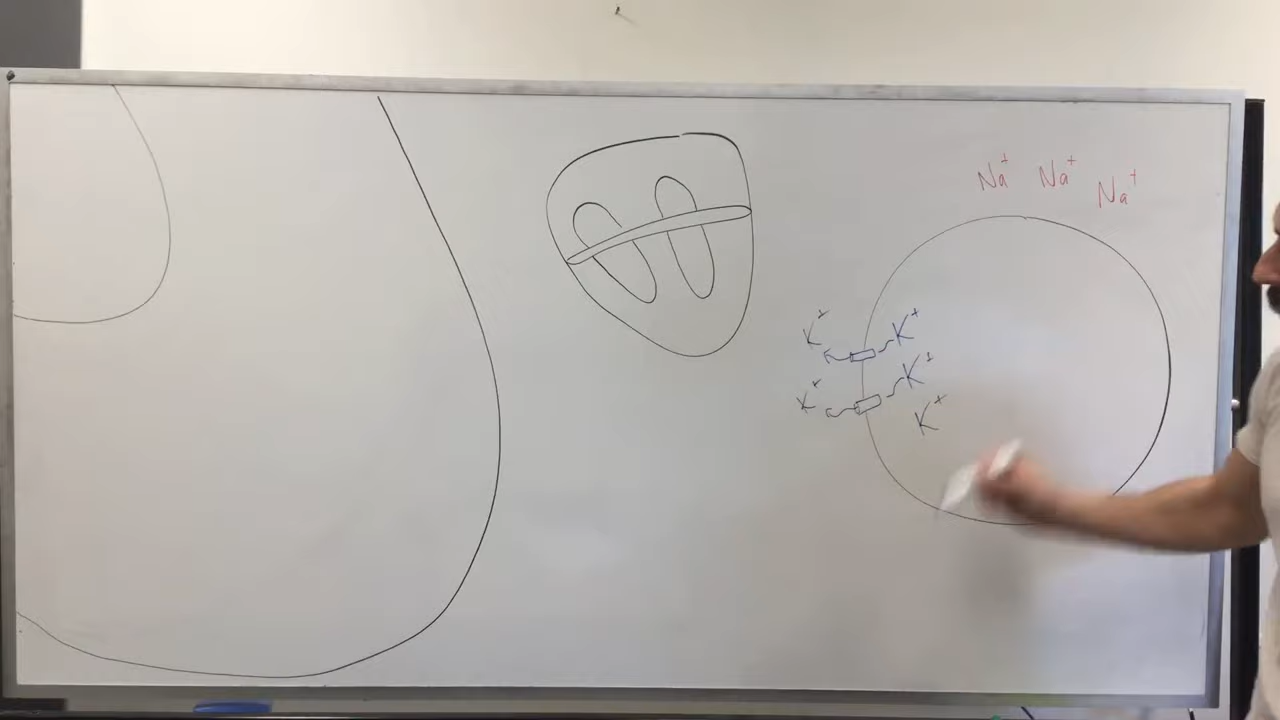 Na⁺ Na⁺ Na⁺
K⁺ K⁺
K⁺ K⁺
K⁺